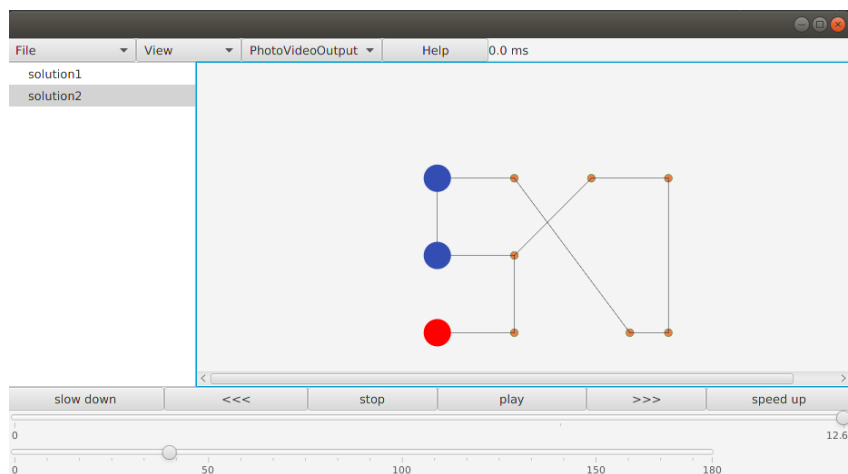 File View PhotoVideoOutput Help 0.0 ms
solution1
solution2
slow down <<< stop play >>> speed up
0 12.6
0 50 100 150 180